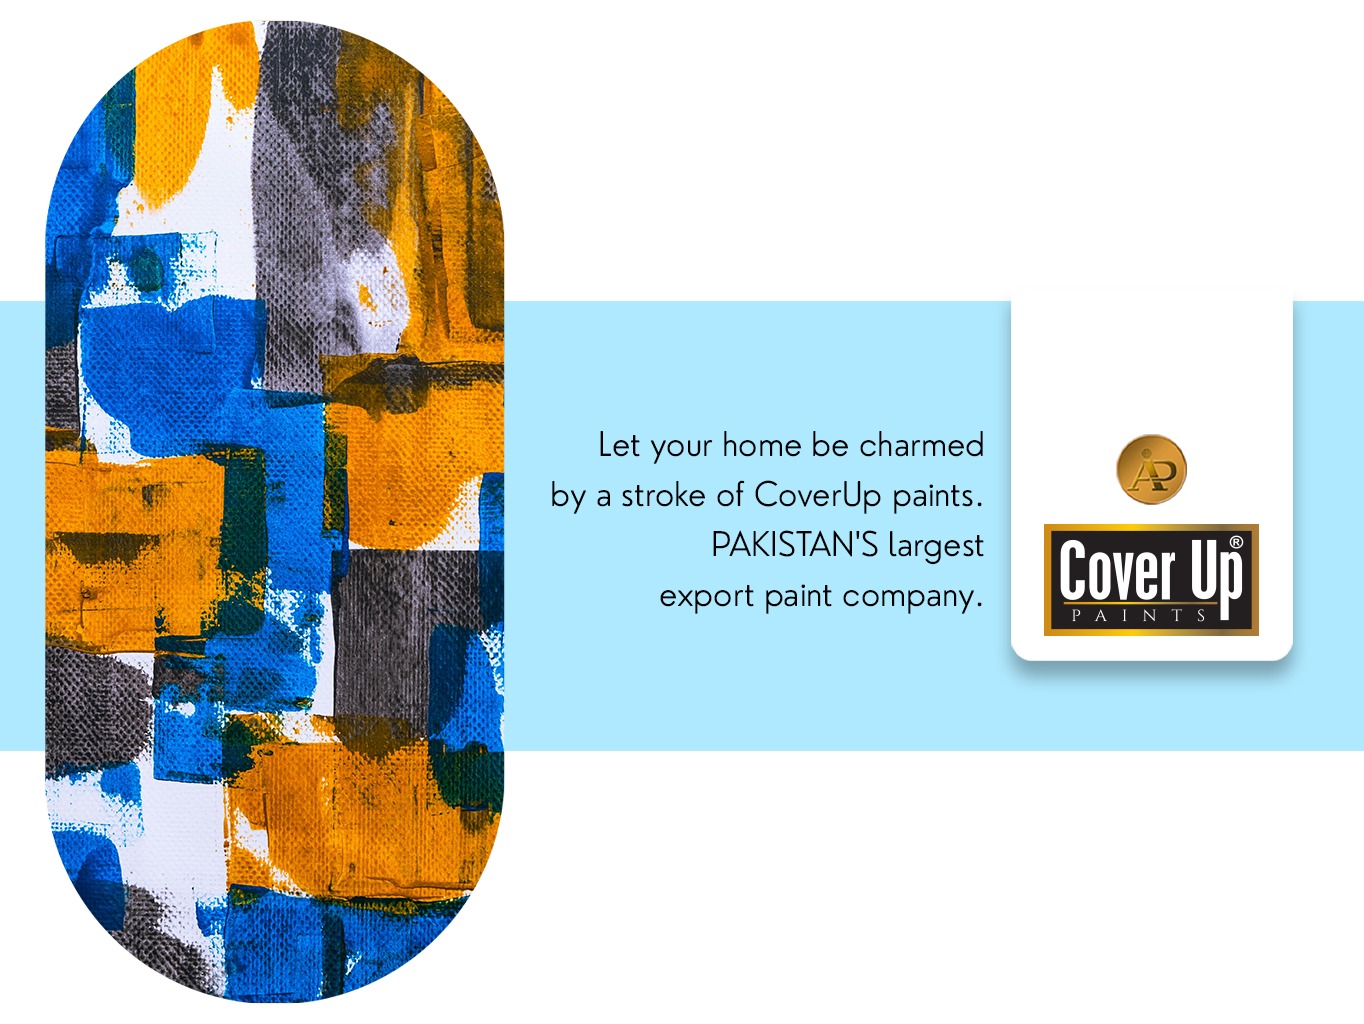 Let your home be charmed
by a stroke of CoverUp paints.
PAKISTAN'S largest
export paint company.
AP
Cover Up®
PAINTS